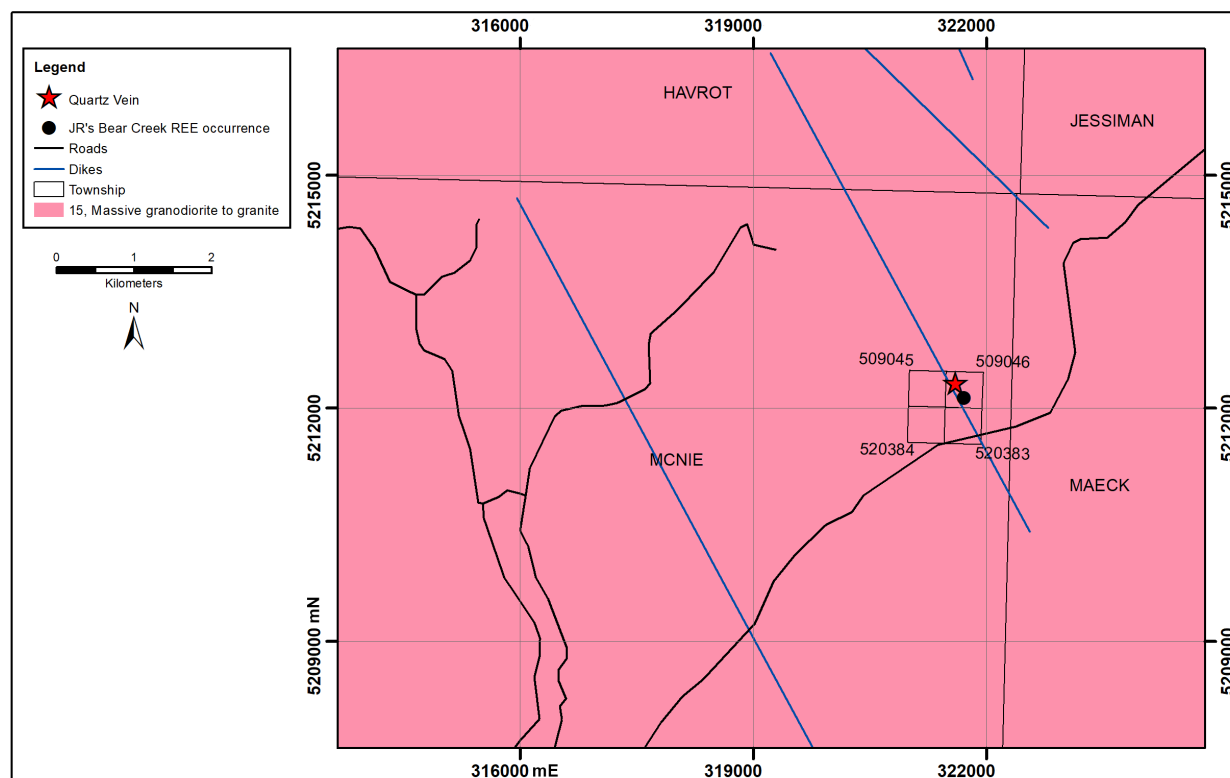 316000
319000
322000
Legend
Quartz Vein
JR's Bear Creek REE occurrence
Roads
Dikes
Township
15, Massive granodiorite to granite
0 1 2
Kilometers
N
HAVROT
JESSIMAN
5215000
5215000
509045
509046
5212000
5212000
520384
520383
MCNIE
MAECK
5209000 mN
5209000
316000 mE
319000
322000